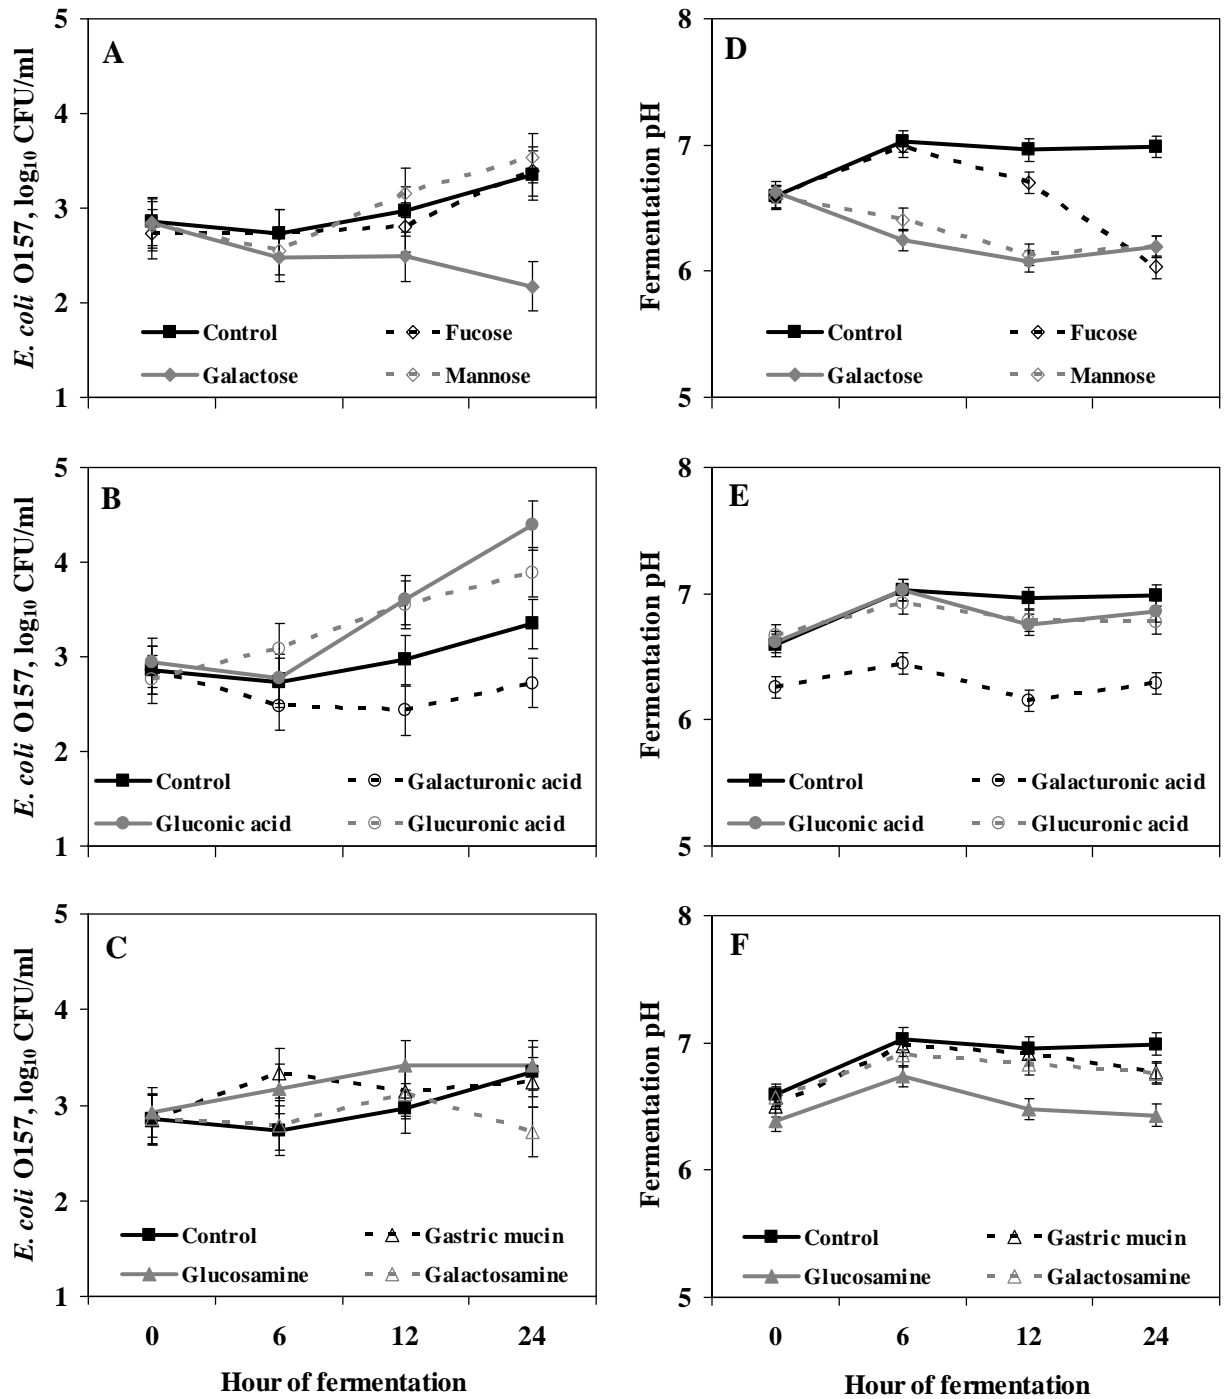 5
4
3
2
1
E. coli O157, log₁₀ CFU/ml
A
Control
Fucose
Galactose
Mannose
8
7
6
5
Fermentation pH
D
Control
Fucose
Galactose
Mannose
5
4
3
2
1
E. coli O157, log₁₀ CFU/ml
B
Control
Galacturonic acid
Gluconic acid
Glucuronic acid
8
7
6
5
Fermentation pH
E
Control
Galacturonic acid
Gluconic acid
Glucuronic acid
5
4
3
2
1
E. coli O157, log₁₀ CFU/ml
C
Control
Gastric mucin
Glucosamine
Galactosamine
0 6 12 24
Hour of fermentation
8
7
6
5
Fermentation pH
F
Control
Gastric mucin
Glucosamine
Galactosamine
0 6 12 24
Hour of fermentation